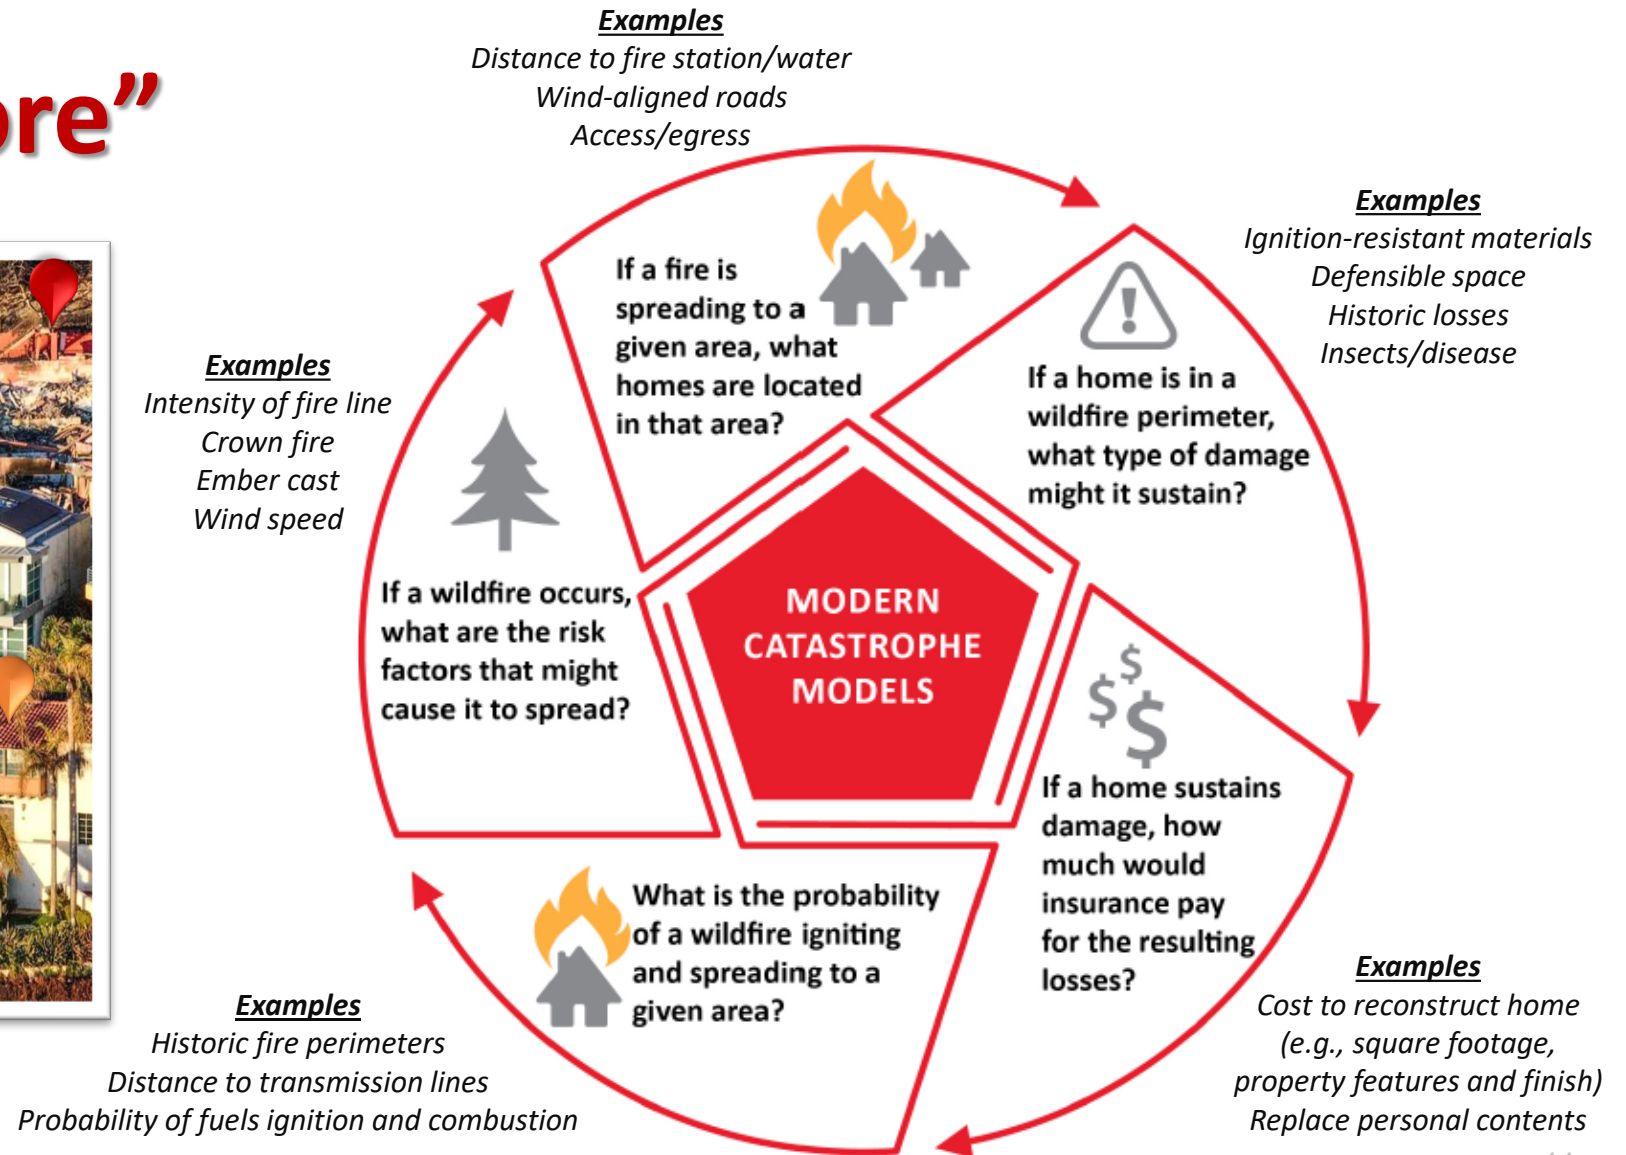 ore”
Examples
Distance to fire station/water
Wind-aligned roads
Access/egress
Examples
Ignition-resistant materials
Defensible space
Historic losses
Insects/disease
If a fire is
spreading to a
given area, what
homes are located
in that area?
If a home is in a
wildfire perimeter,
what type of damage
might it sustain?
Examples
Intensity of fire line
Crown fire
Ember cast
Wind speed
If a wildfire occurs,
what are the risk
factors that might
cause it to spread?
MODERN
CATASTROPHE
MODELS
$
$
$
If a home sustains
damage, how
much would
insurance pay
for the resulting
losses?
What is the probability
of a wildfire igniting
and spreading to a
given area?
Examples
Historic fire perimeters
Distance to transmission lines
Probability of fuels ignition and combustion
Examples
Cost to reconstruct home
(e.g., square footage,
property features and finish)
Replace personal contents